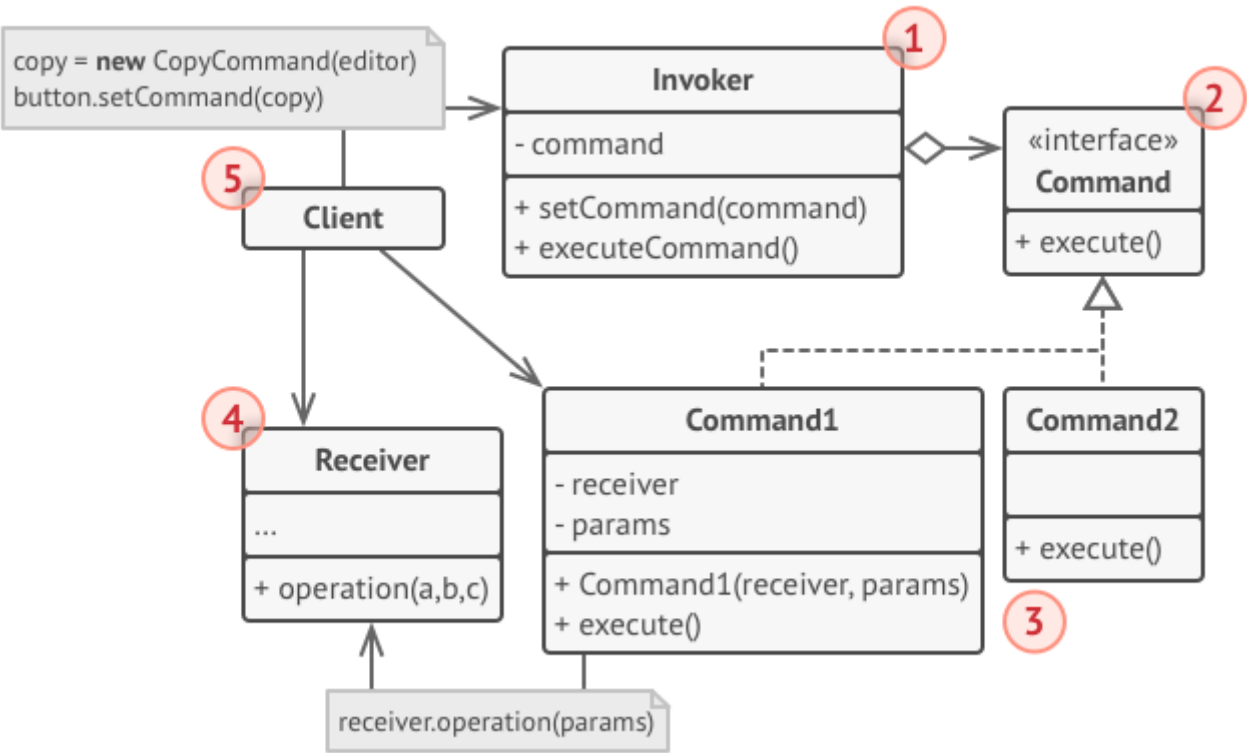 copy = new CopyCommand(editor)
button.setCommand(copy)
1
Invoker
- command
+ setCommand(command)
+ executeCommand()
2
«interface»
Command
+ execute()
5
Client
4
Receiver
...
+ operation(a,b,c)
Command1
- receiver
- params
+ Command1(receiver, params)
+ execute()
Command2
+ execute()
3
receiver.operation(params)